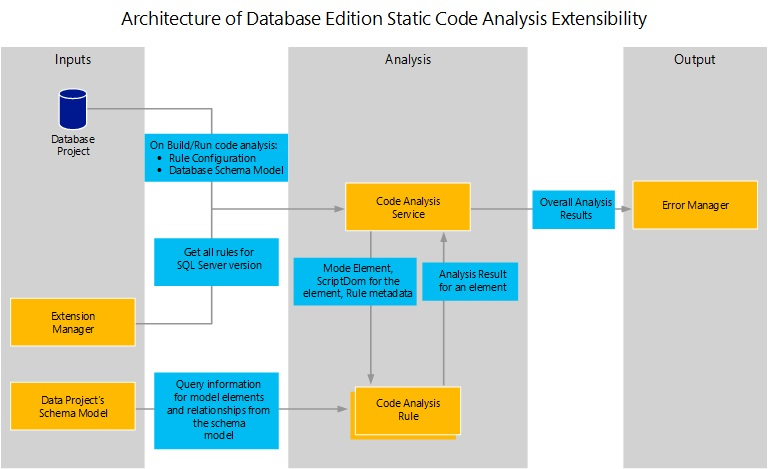 Architecture of Database Edition Static Code Analysis Extensibility
Inputs
Analysis
Output
Database
Project
On Build/Run code analysis:
• Rule Configuration
• Database Schema Model
Code Analysis
Service
Overall Analysis
Results
Error Manager
Get all rules for
SQL Server version
Mode Element,
ScriptDom for the
element, Rule metadata
Analysis Result
for an element
Extension
Manager
Data Project's
Schema Model
Query information
for model elements
and relationships from
the schema
model
Code Analysis
Rule